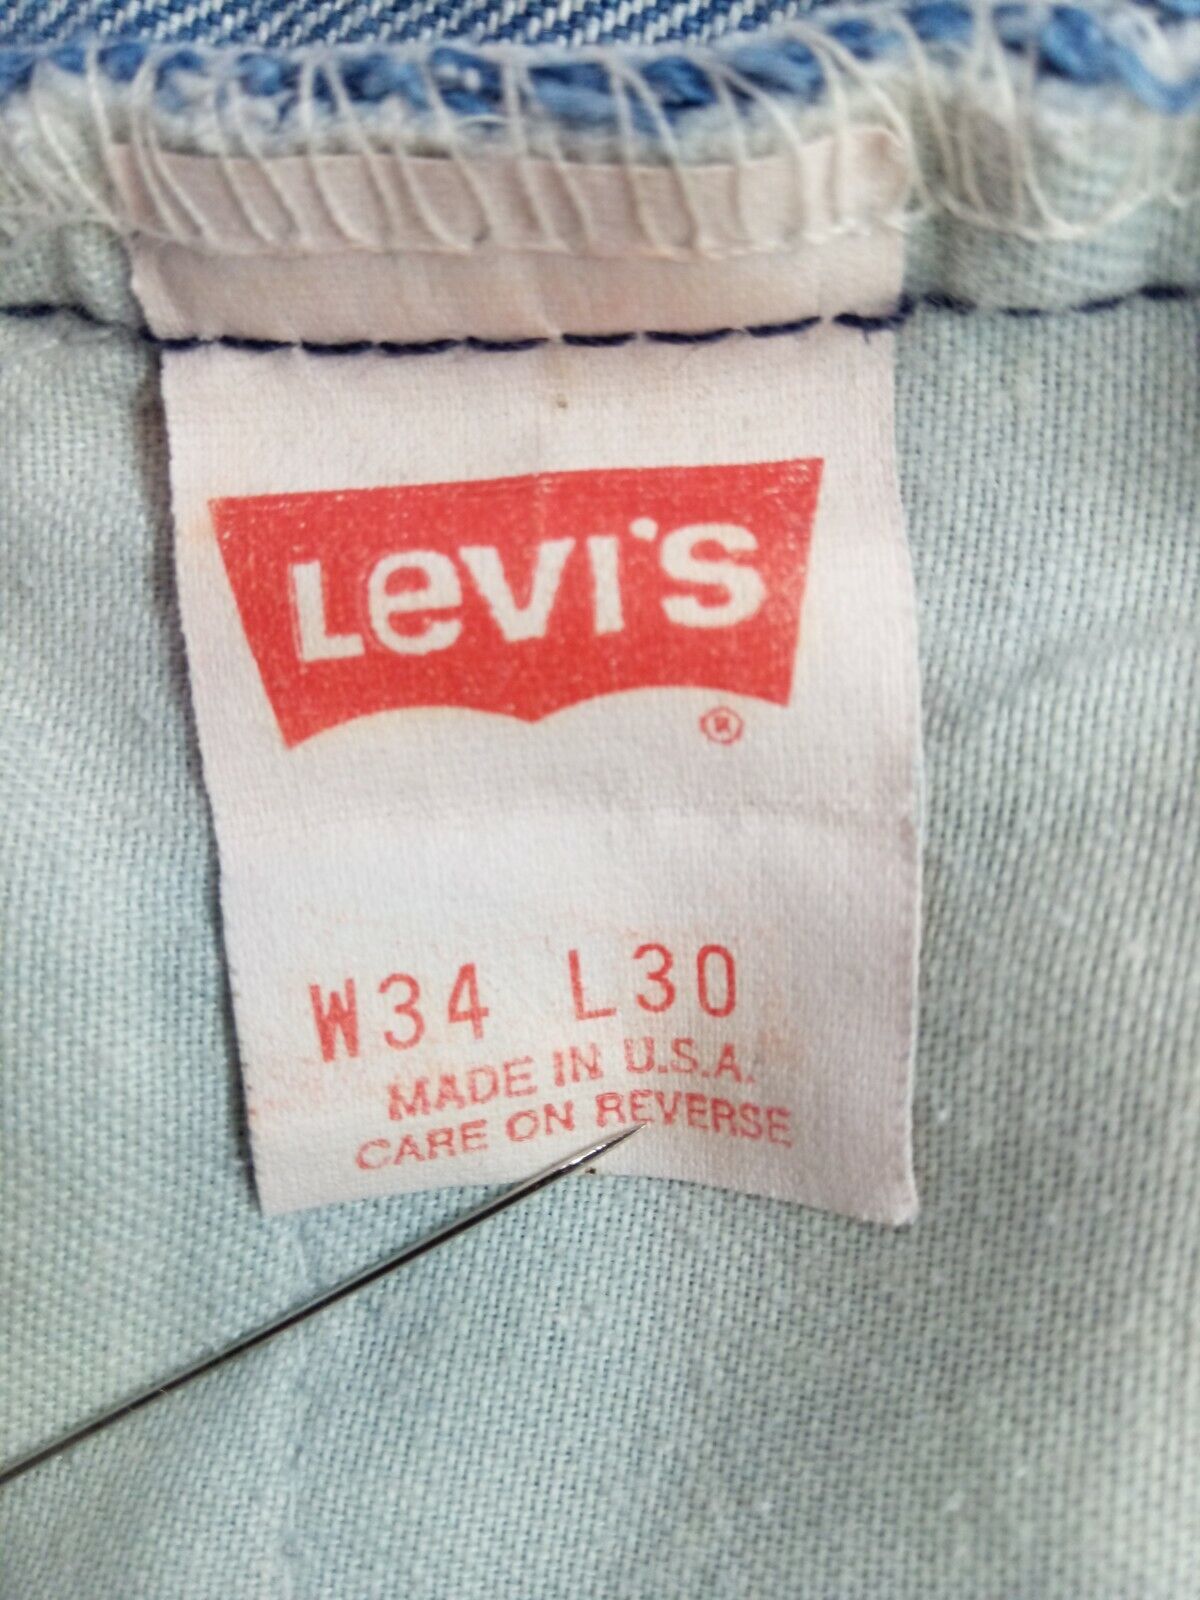 LEVI'S
®
W34 L30
MADE IN U.S.A.
CARE ON REVERSE